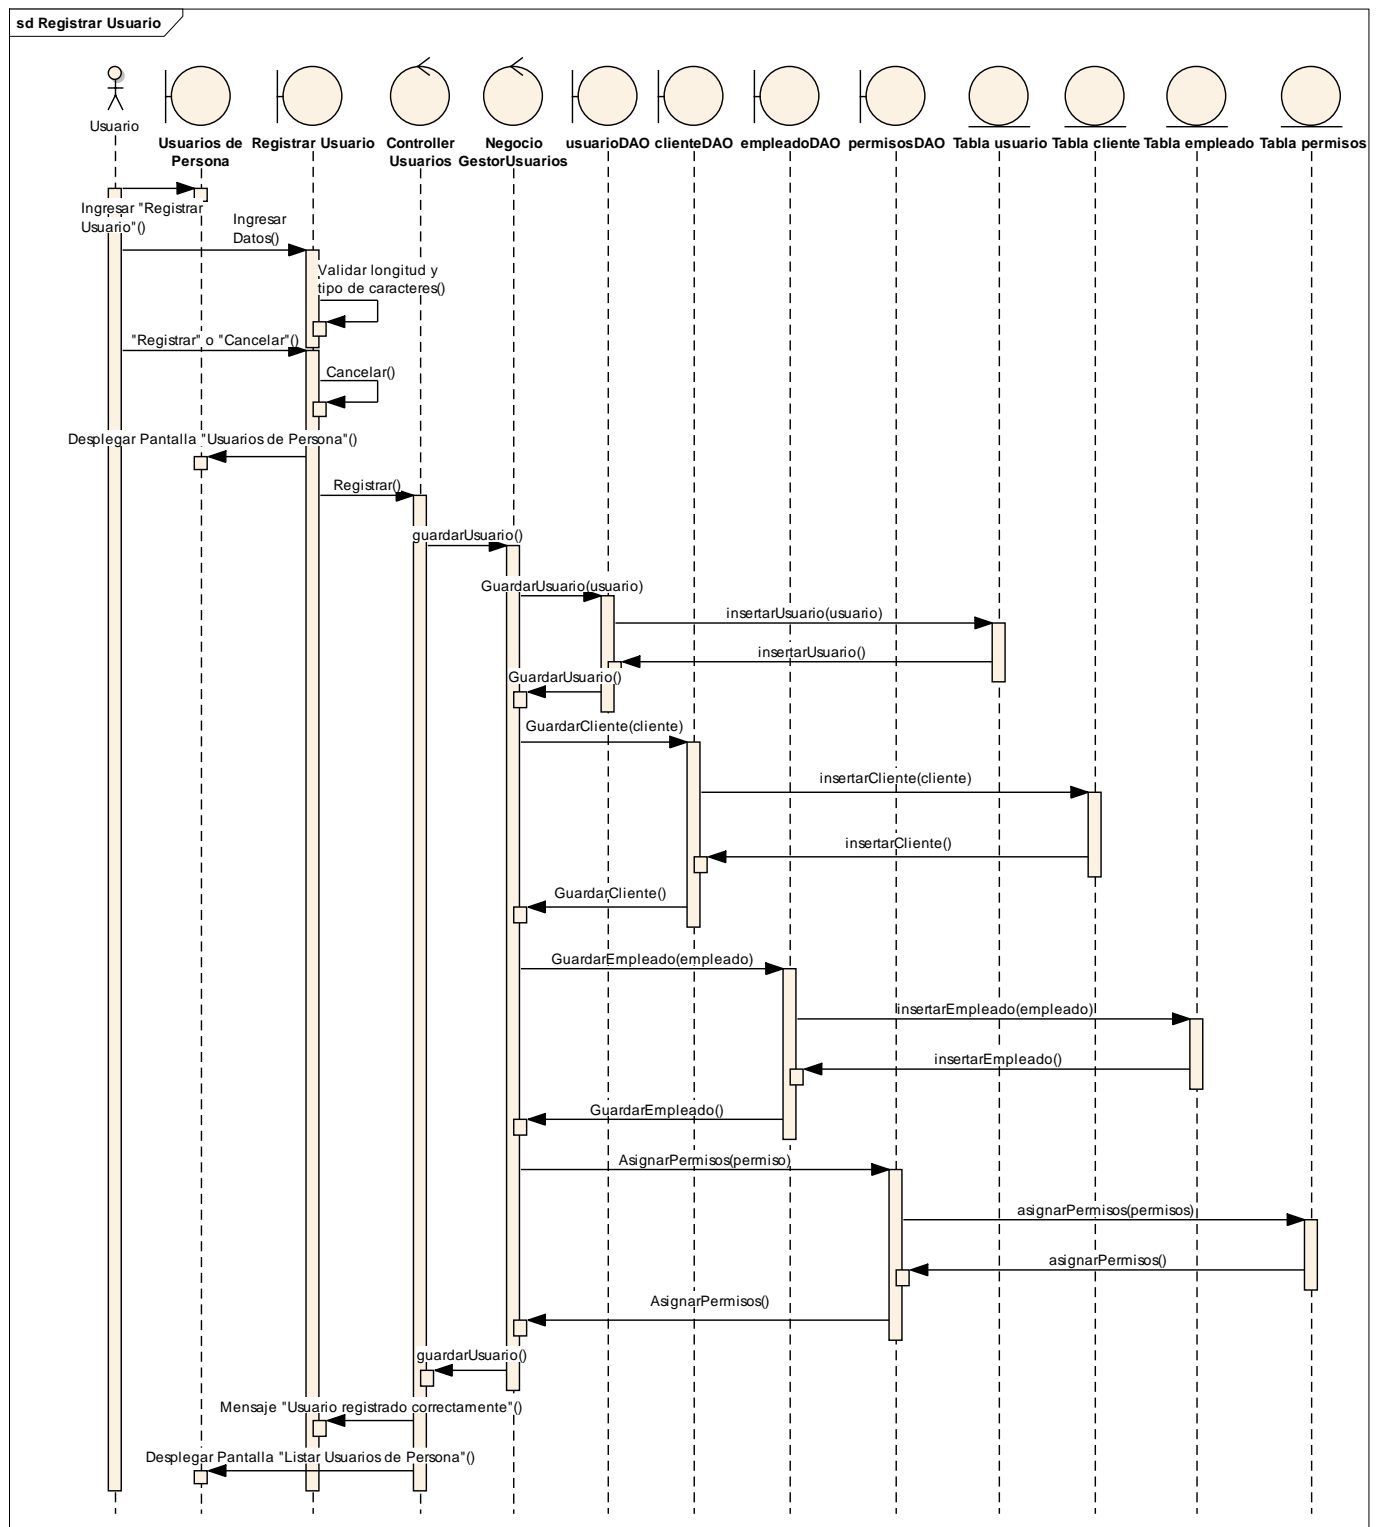 sd Registrar Usuario
Usuario
Usuarios de
Persona
Registrar Usuario
Controller
Usuarios
Negocio
GestorUsuarios
usuarioDAO
clienteDAO
empleadoDAO
permisosDAO
Tabla usuario
Tabla cliente
Tabla empleado
Tabla permisos
Ingresar "Registrar
Usuario"()
Ingresar
Datos()
Validar longitud y
tipo de caracteres()
"Registrar" o "Cancelar"()
Cancelar()
Desplegar Pantalla "Usuarios de Persona"()
Registrar()
guardarUsuario()
GuardarUsuario(usuario)
insertarUsuario(usuario)
insertarUsuario()
GuardarUsuario()
GuardarCliente(cliente)
insertarCliente(cliente)
insertarCliente()
GuardarCliente()
GuardarEmpleado(empleado)
insertarEmpleado(empleado)
insertarEmpleado()
GuardarEmpleado()
AsignarPermisos(permiso)
asignarPermisos(permisos)
asignarPermisos()
AsignarPermisos()
guardarUsuario()
Mensaje "Usuario registrado correctamente"()
Desplegar Pantalla "Listar Usuarios de Persona"()